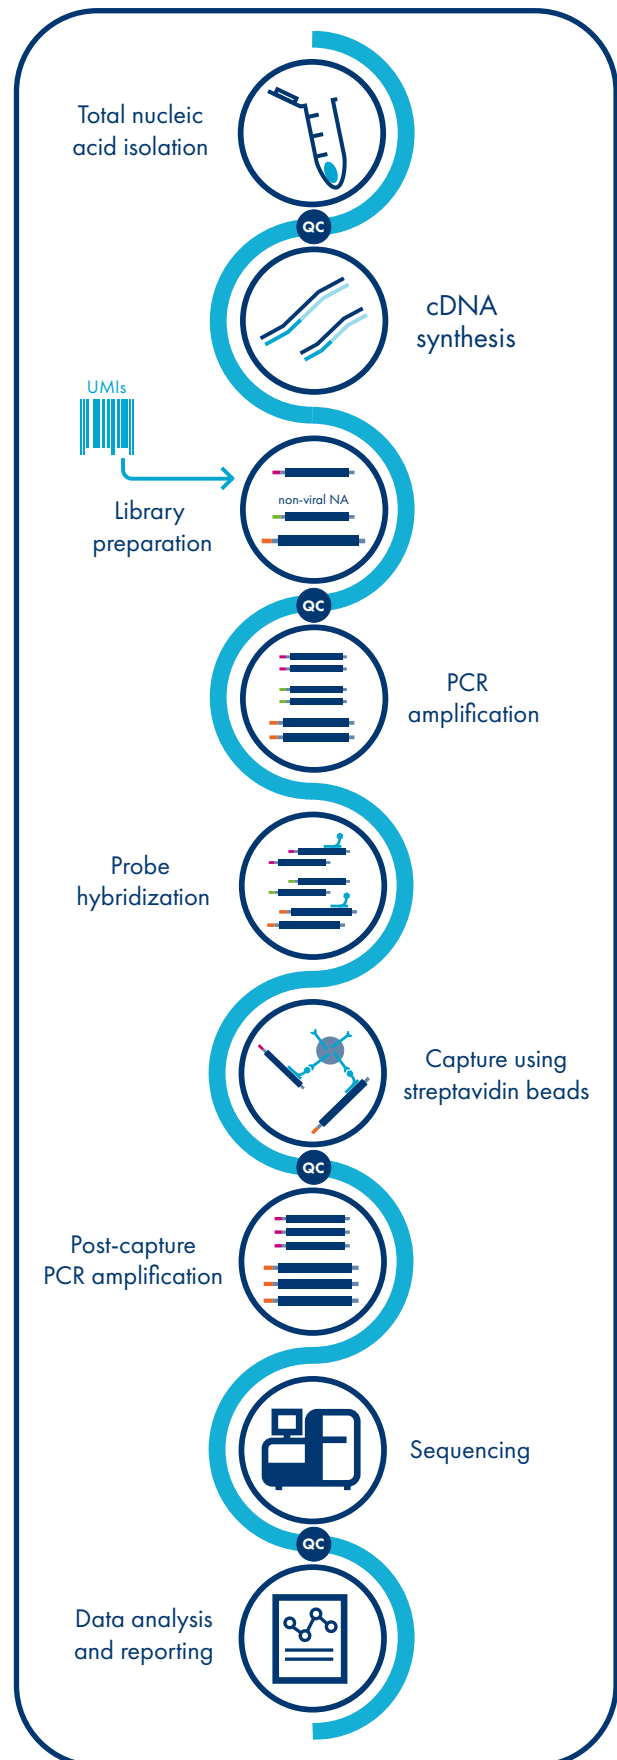 Total nucleic
acid isolation
QC
cDNA
synthesis
UMIs
Library
preparation
non-viral NA
QC
PCR
amplification
Probe
hybridization
Capture using
streptavidin beads
QC
Post-capture
PCR amplification
Sequencing
QC
Data analysis
and reporting